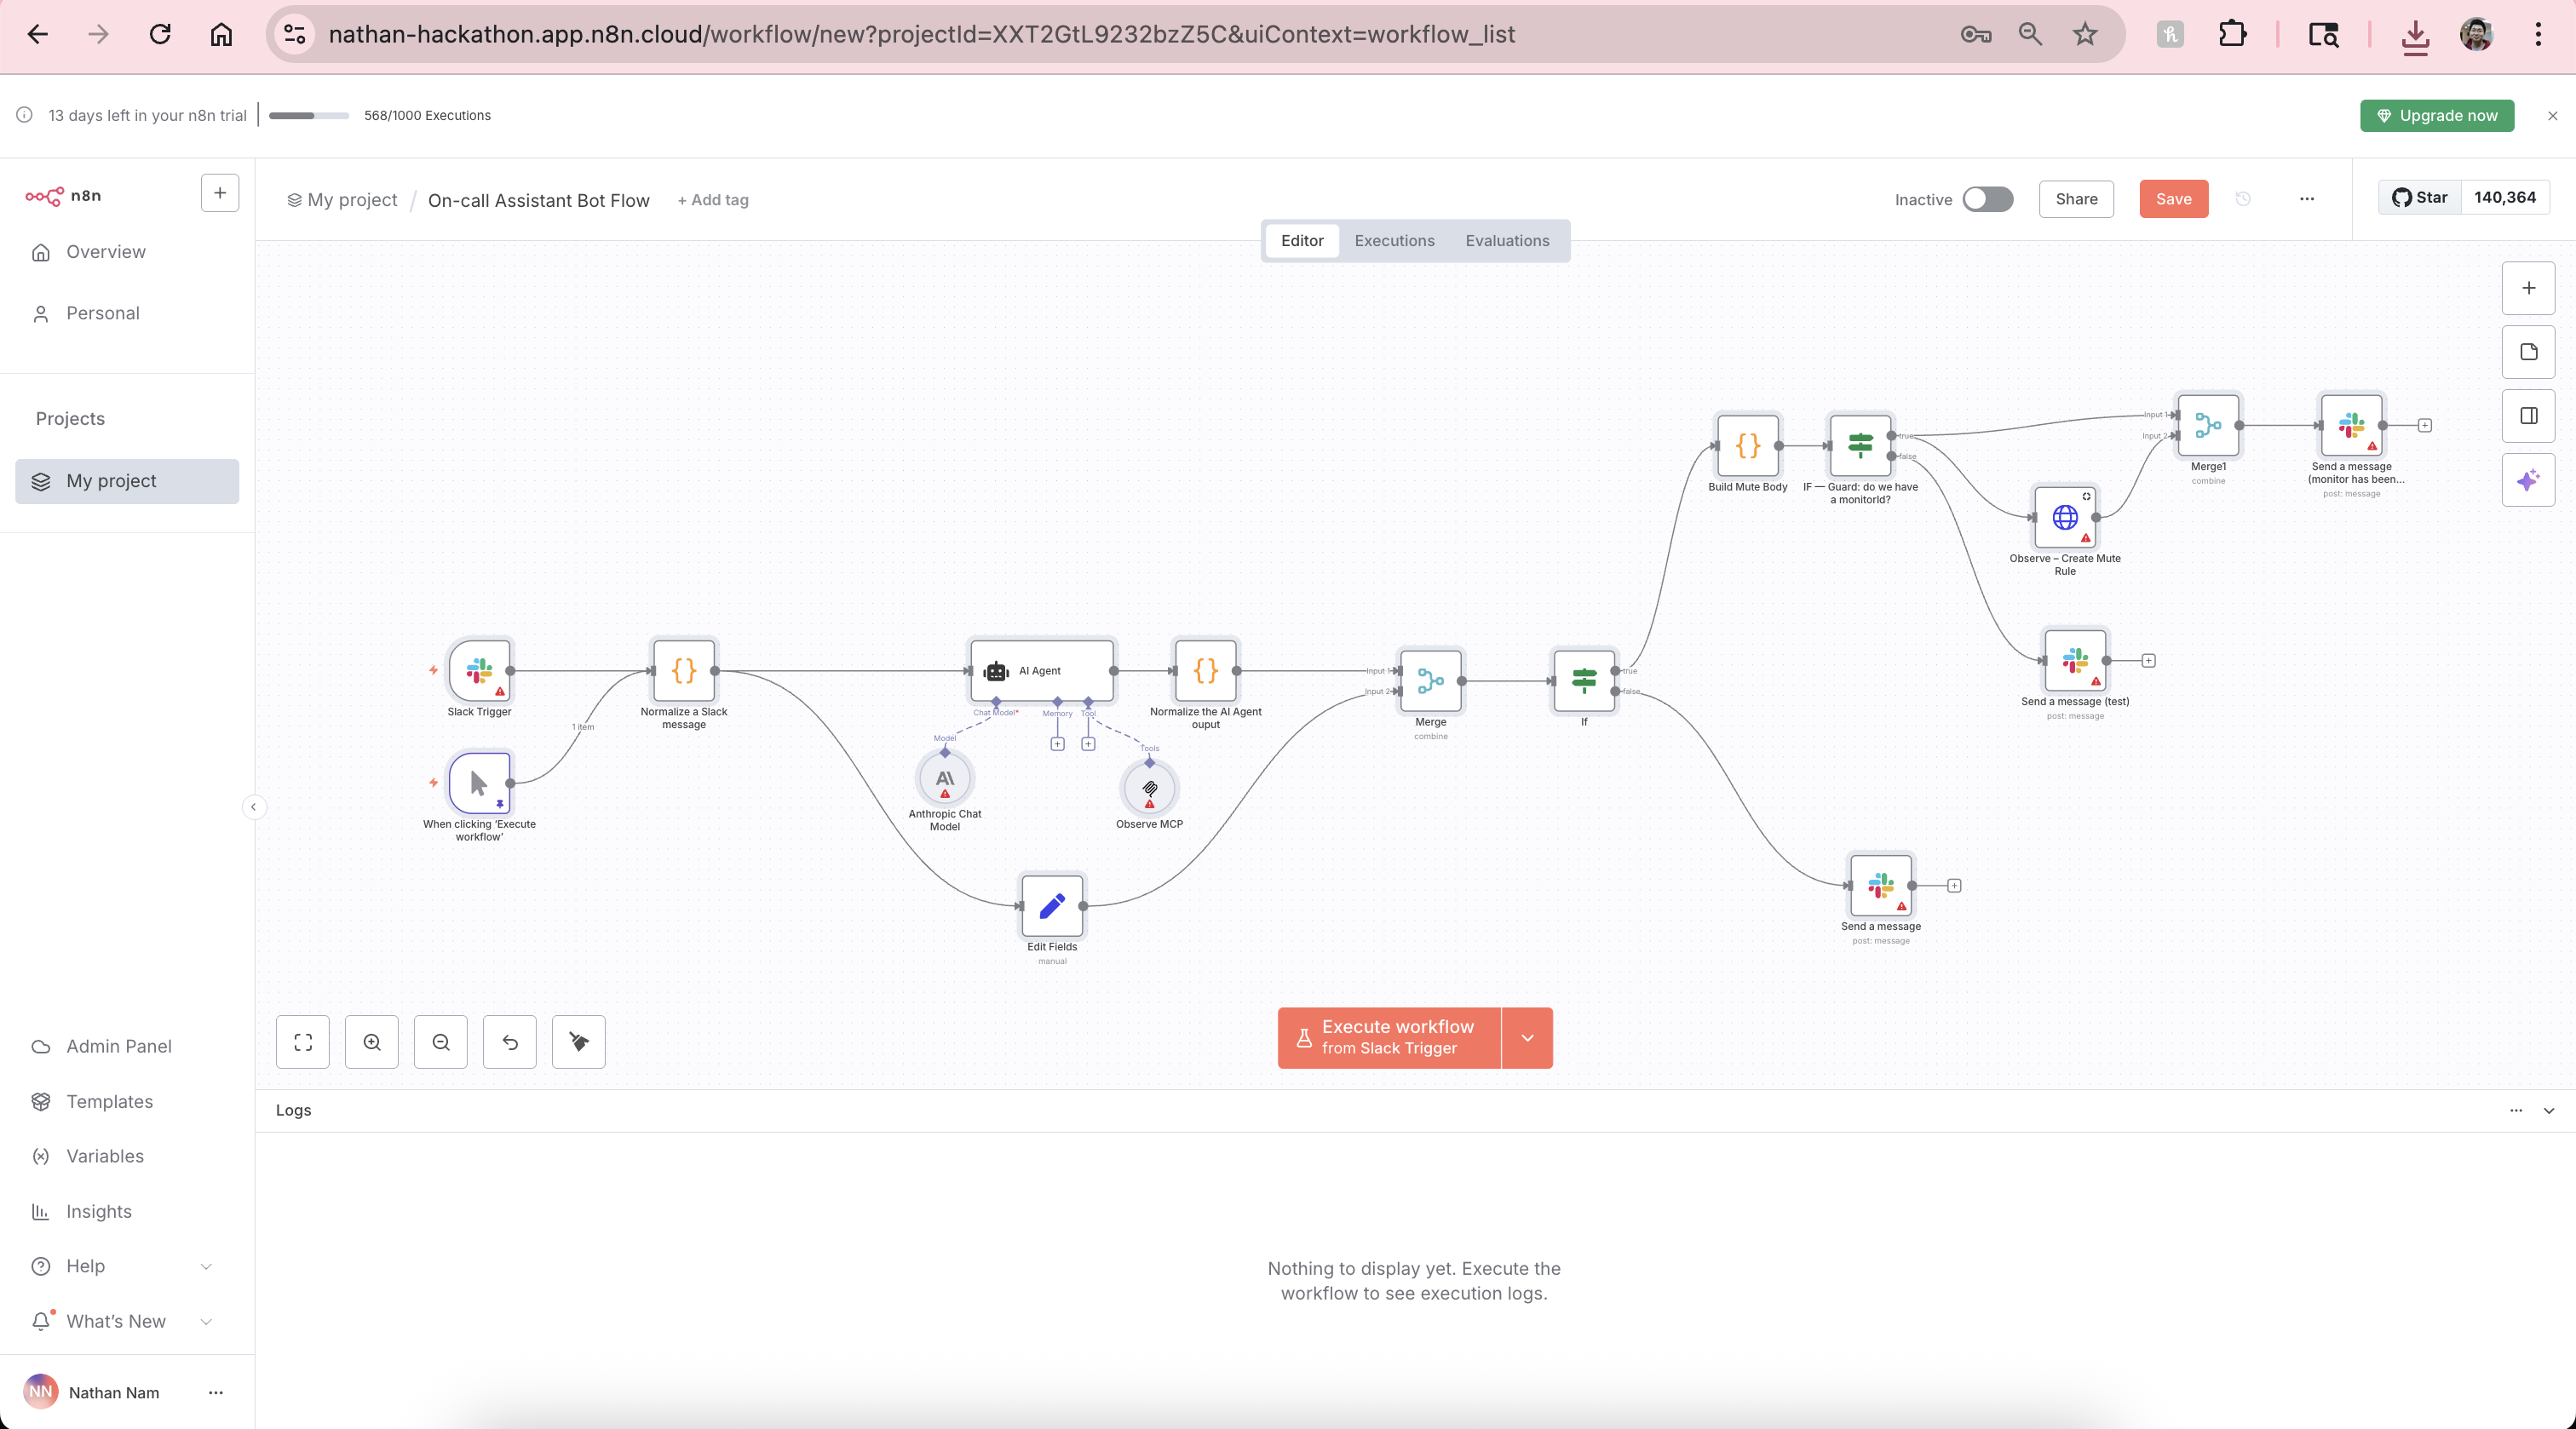 nathan-hackathon.app.n8n.cloud/workflow/new?projectId=XXT2GtL9232bzZ5C&uiContext=workflow_list
13 days left in your n8n trial
568/1000 Executions
Upgrade now
n8n
Overview
Personal
Projects
My project
Admin Panel
Templates
Variables
Insights
Help
What's New
NN
Nathan Nam
My project / On-call Assistant Bot Flow
+ Add tag
Inactive
Share
Save
Star
140,364
Editor
Executions
Evaluations
Slack Trigger
1 item
When clicking ‘Execute
workflow’
Normalize a Slack
message
AI Agent
Chat Model*
Memory
Tool
Model
Tools
Anthropic Chat
Model
Observe MCP
Normalize the AI Agent
ouput
Edit Fields
manual
Input 1
Input 2
Merge
combine
If
true
false
Build Mute Body
IF — Guard: do we have
a monitorId?
true
false
Input 1
Input 2
Merge1
combine
Send a message
(monitor has been...
post: message
Observe – Create Mute
Rule
Send a message (test)
post: message
Send a message
post: message
Execute workflow
from Slack Trigger
Logs
Nothing to display yet. Execute the
workflow to see execution logs.